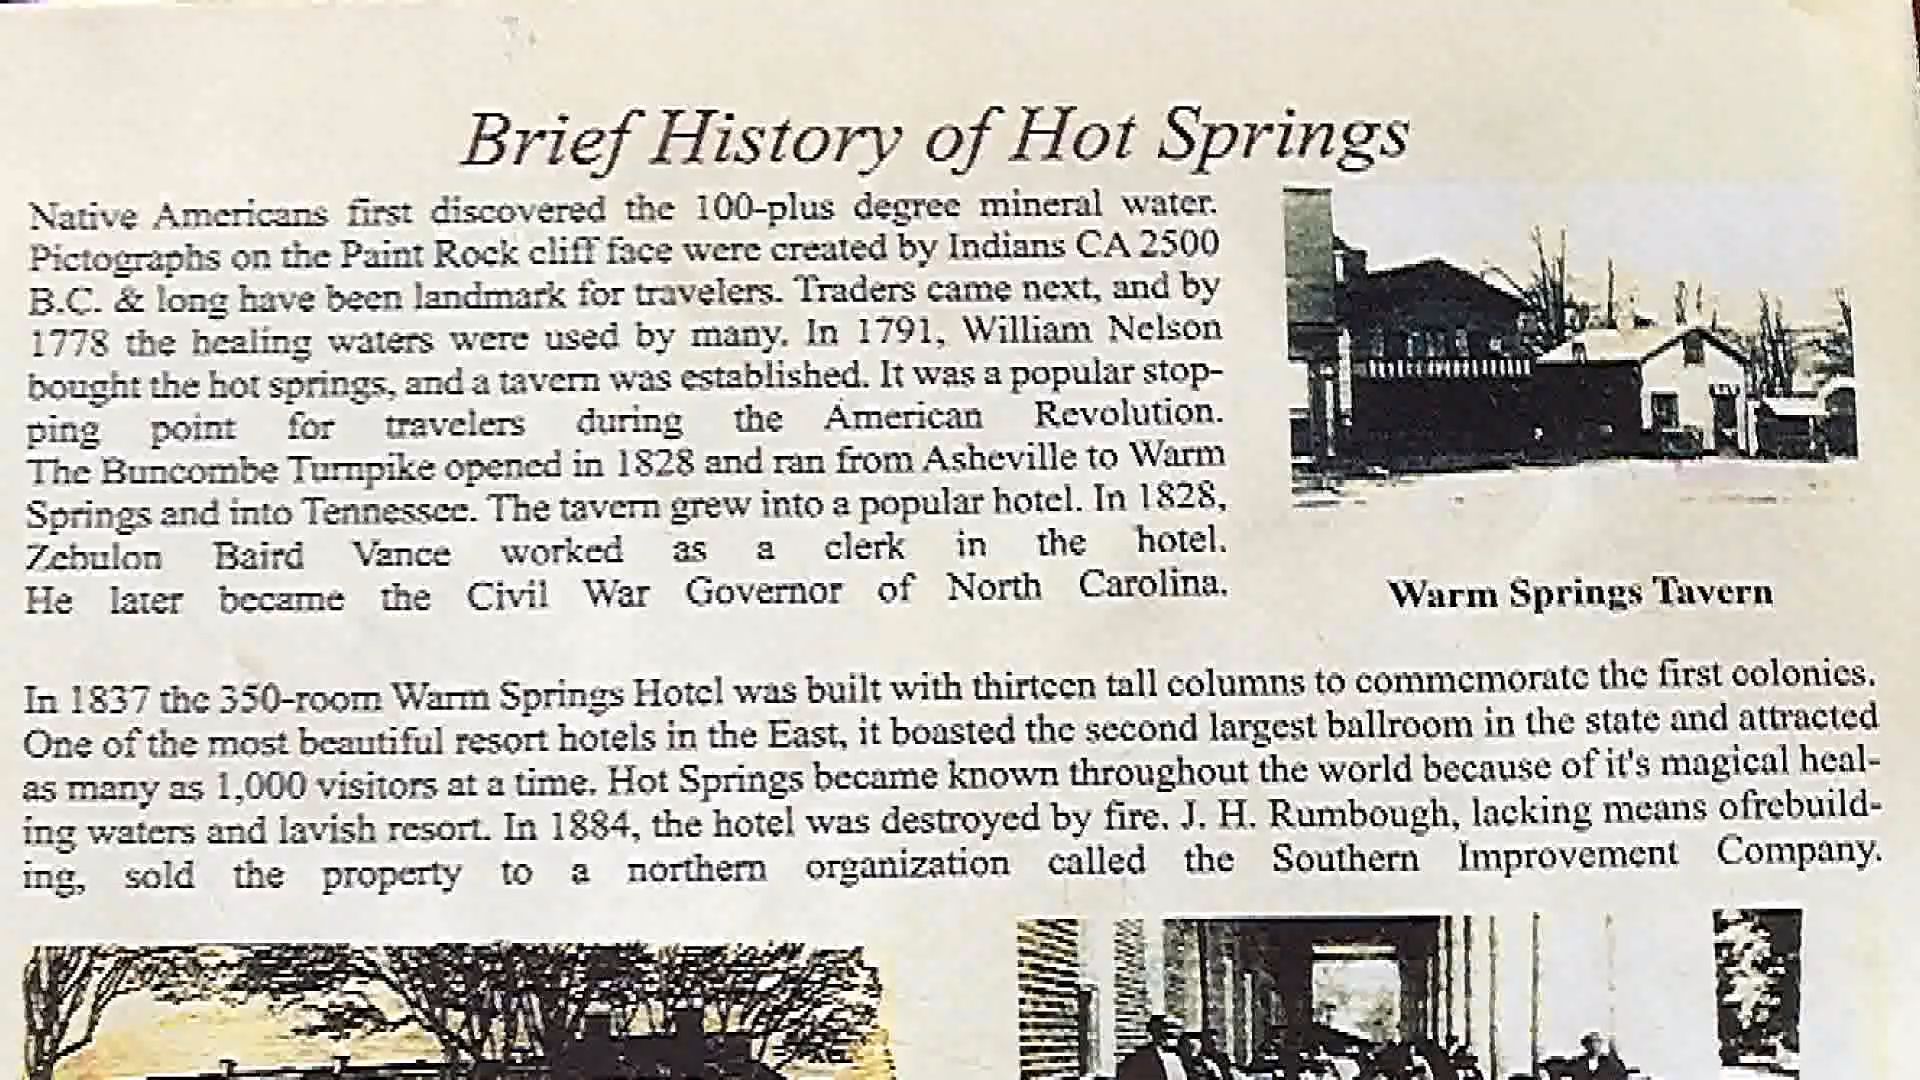 Brief History of Hot Springs
Native Americans first discovered the 100-plus degree mineral water.
Pictographs on the Paint Rock cliff face were created by Indians CA 2500
B.C. & long have been landmark for travelers. Traders came next, and by
1778 the healing waters were used by many. In 1791, William Nelson
bought the hot springs, and a tavern was established. It was a popular stop-
ping point for travelers during the American Revolution.
The Buncombe Turnpike opened in 1828 and ran from Asheville to Warm
Springs and into Tennessee. The tavern grew into a popular hotel. In 1828,
Zebulon Baird Vance worked as a clerk in the hotel.
He later became the Civil War Governor of North Carolina.
Warm Springs Tavern
In 1837 the 350-room Warm Springs Hotel was built with thirteen tall columns to commemorate the first colonies.
One of the most beautiful resort hotels in the East, it boasted the second largest ballroom in the state and attracted
as many as 1,000 visitors at a time. Hot Springs became known throughout the world because of it's magical heal-
ing waters and lavish resort. In 1884, the hotel was destroyed by fire. J. H. Rumbough, lacking means ofrebuild-
ing, sold the property to a northern organization called the Southern Improvement Company.